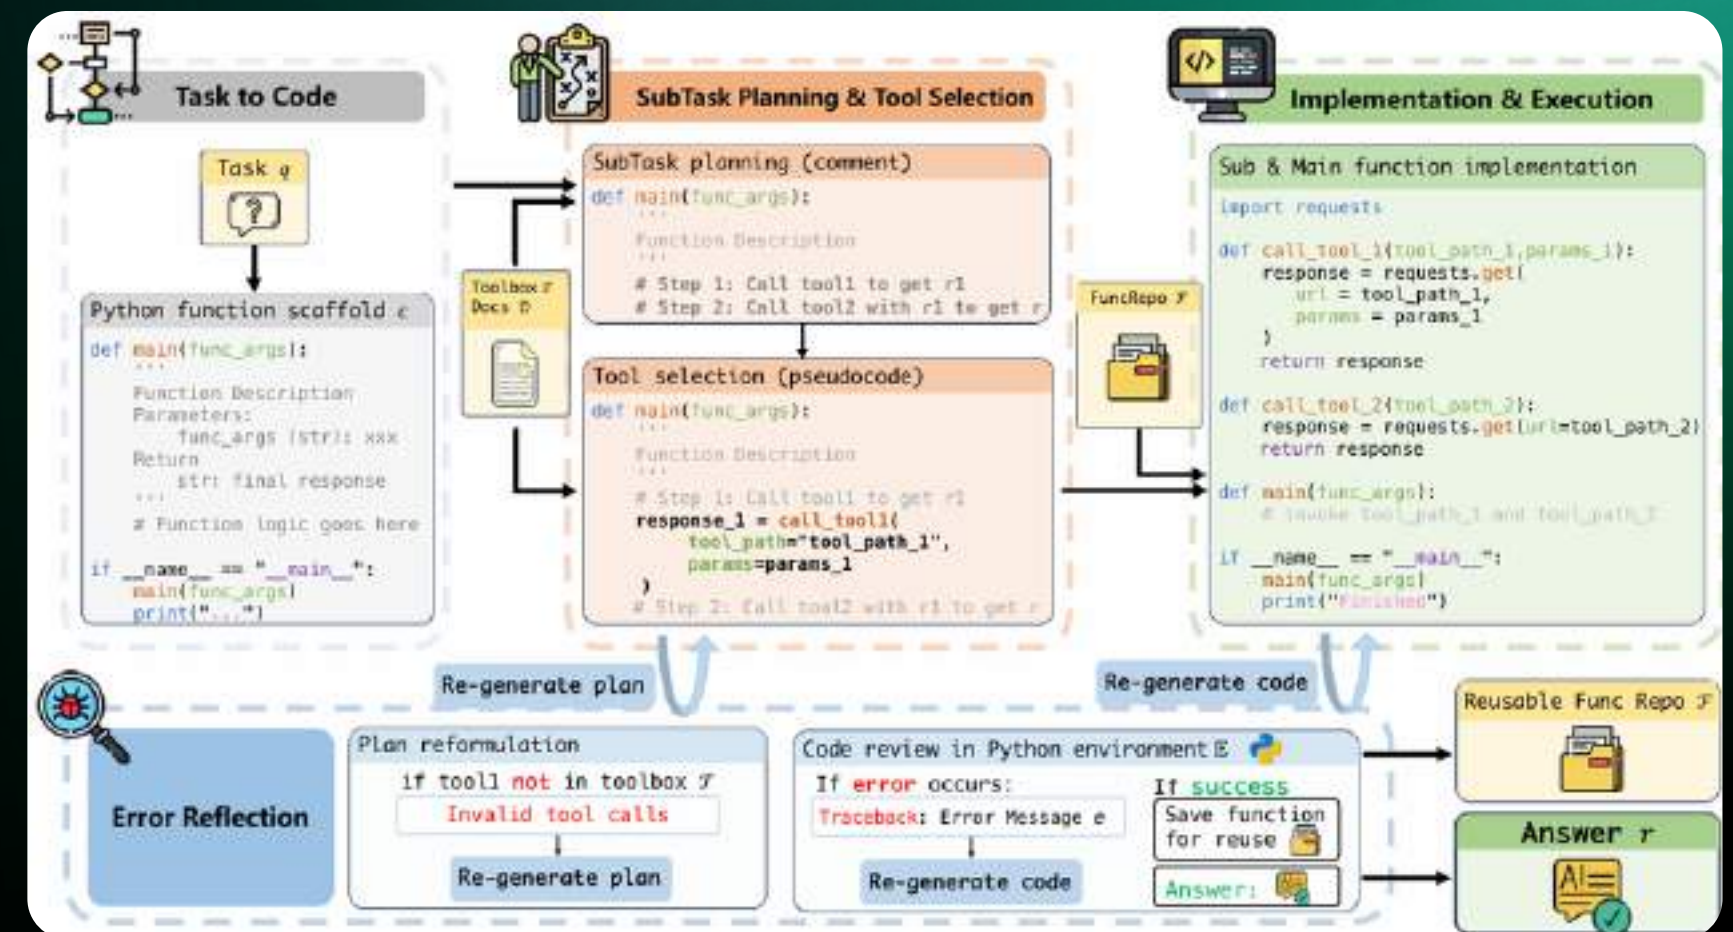 Task to Code
Task q
Python function scaffold c
def main(func_args):
'''
Function Description
Parameters:
func_args (str): xxx
Return
str: final response
'''
# Function logic goes here
if __name__ == "__main__":
main(func_args)
print("...")
SubTask Planning & Tool Selection
Toolbox 𝒯
Docs D
SubTask planning (comment)
def main(func_args):
'''
Function Description
'''
# Step 1: Call tool1 to get r1
# Step 2: Call tool2 with r1 to get r
Tool selection (pseudocode)
def main(func_args):
'''
Function Description
'''
# Step 1: Call tool1 to get r1
response_1 = call_tool1(
tool_path="tool_path_1",
params=params_1
)
# Step 2: Call tool2 with r1 to get r
Implementation & Execution
FuncRepo ℱ
Sub & Main function implementation
import requests
def call_tool_1(tool_path_1,params_1):
response = requests.get(
url = tool_path_1,
params = params_1
)
return response
def call_tool_2(tool_path_2):
response = requests.get(url=tool_path_2)
return response
def main(func_args):
# invoke tool_path_1 and tool_path_2
if __name__ == "__main__":
main(func_args)
print("Finished")
Re-generate plan
Re-generate code
Error Reflection
Plan reformulation
if tool1 not in toolbox 𝒯
Invalid tool calls
Re-generate plan
Code review in Python environment E
If error occurs:
Traceback: Error Message e
Re-generate code
If success
Save function
for reuse
Answer:
Reusable Func Repo ℱ
Answer r
AI